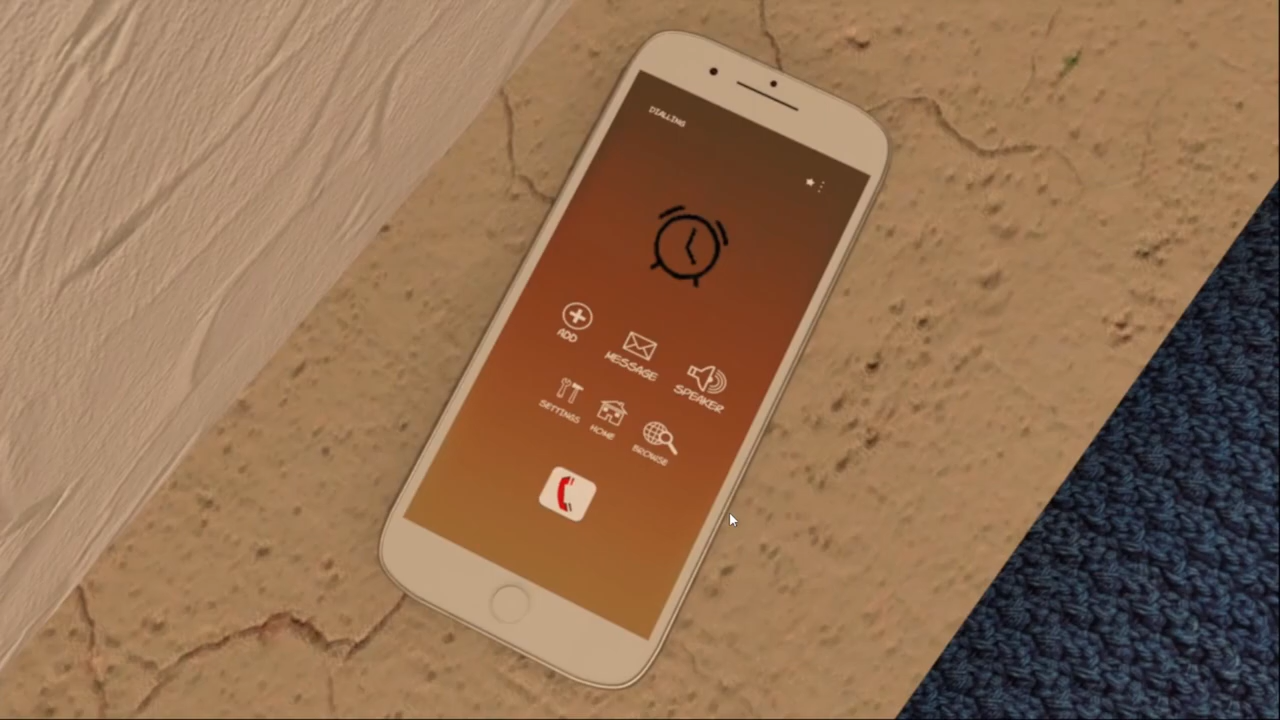 DIALLING
ADD
MESSAGE
SPEAKER
SETTINGS
HOME
BROWSE